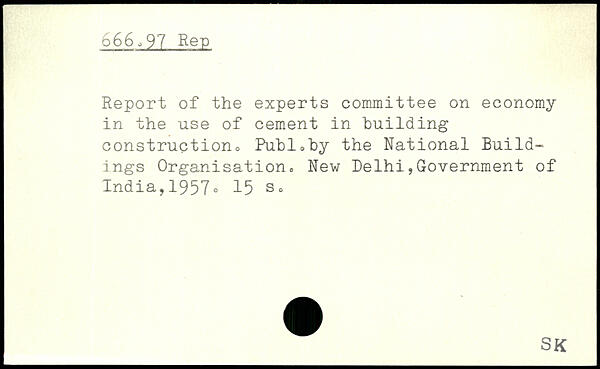 666.97 Rep
Report of the experts committee on economy
in the use of cement in building
construction. Publ.by the National Build-
ings Organisation. New Delhi,Government of
India,1957. 15 s.
SK